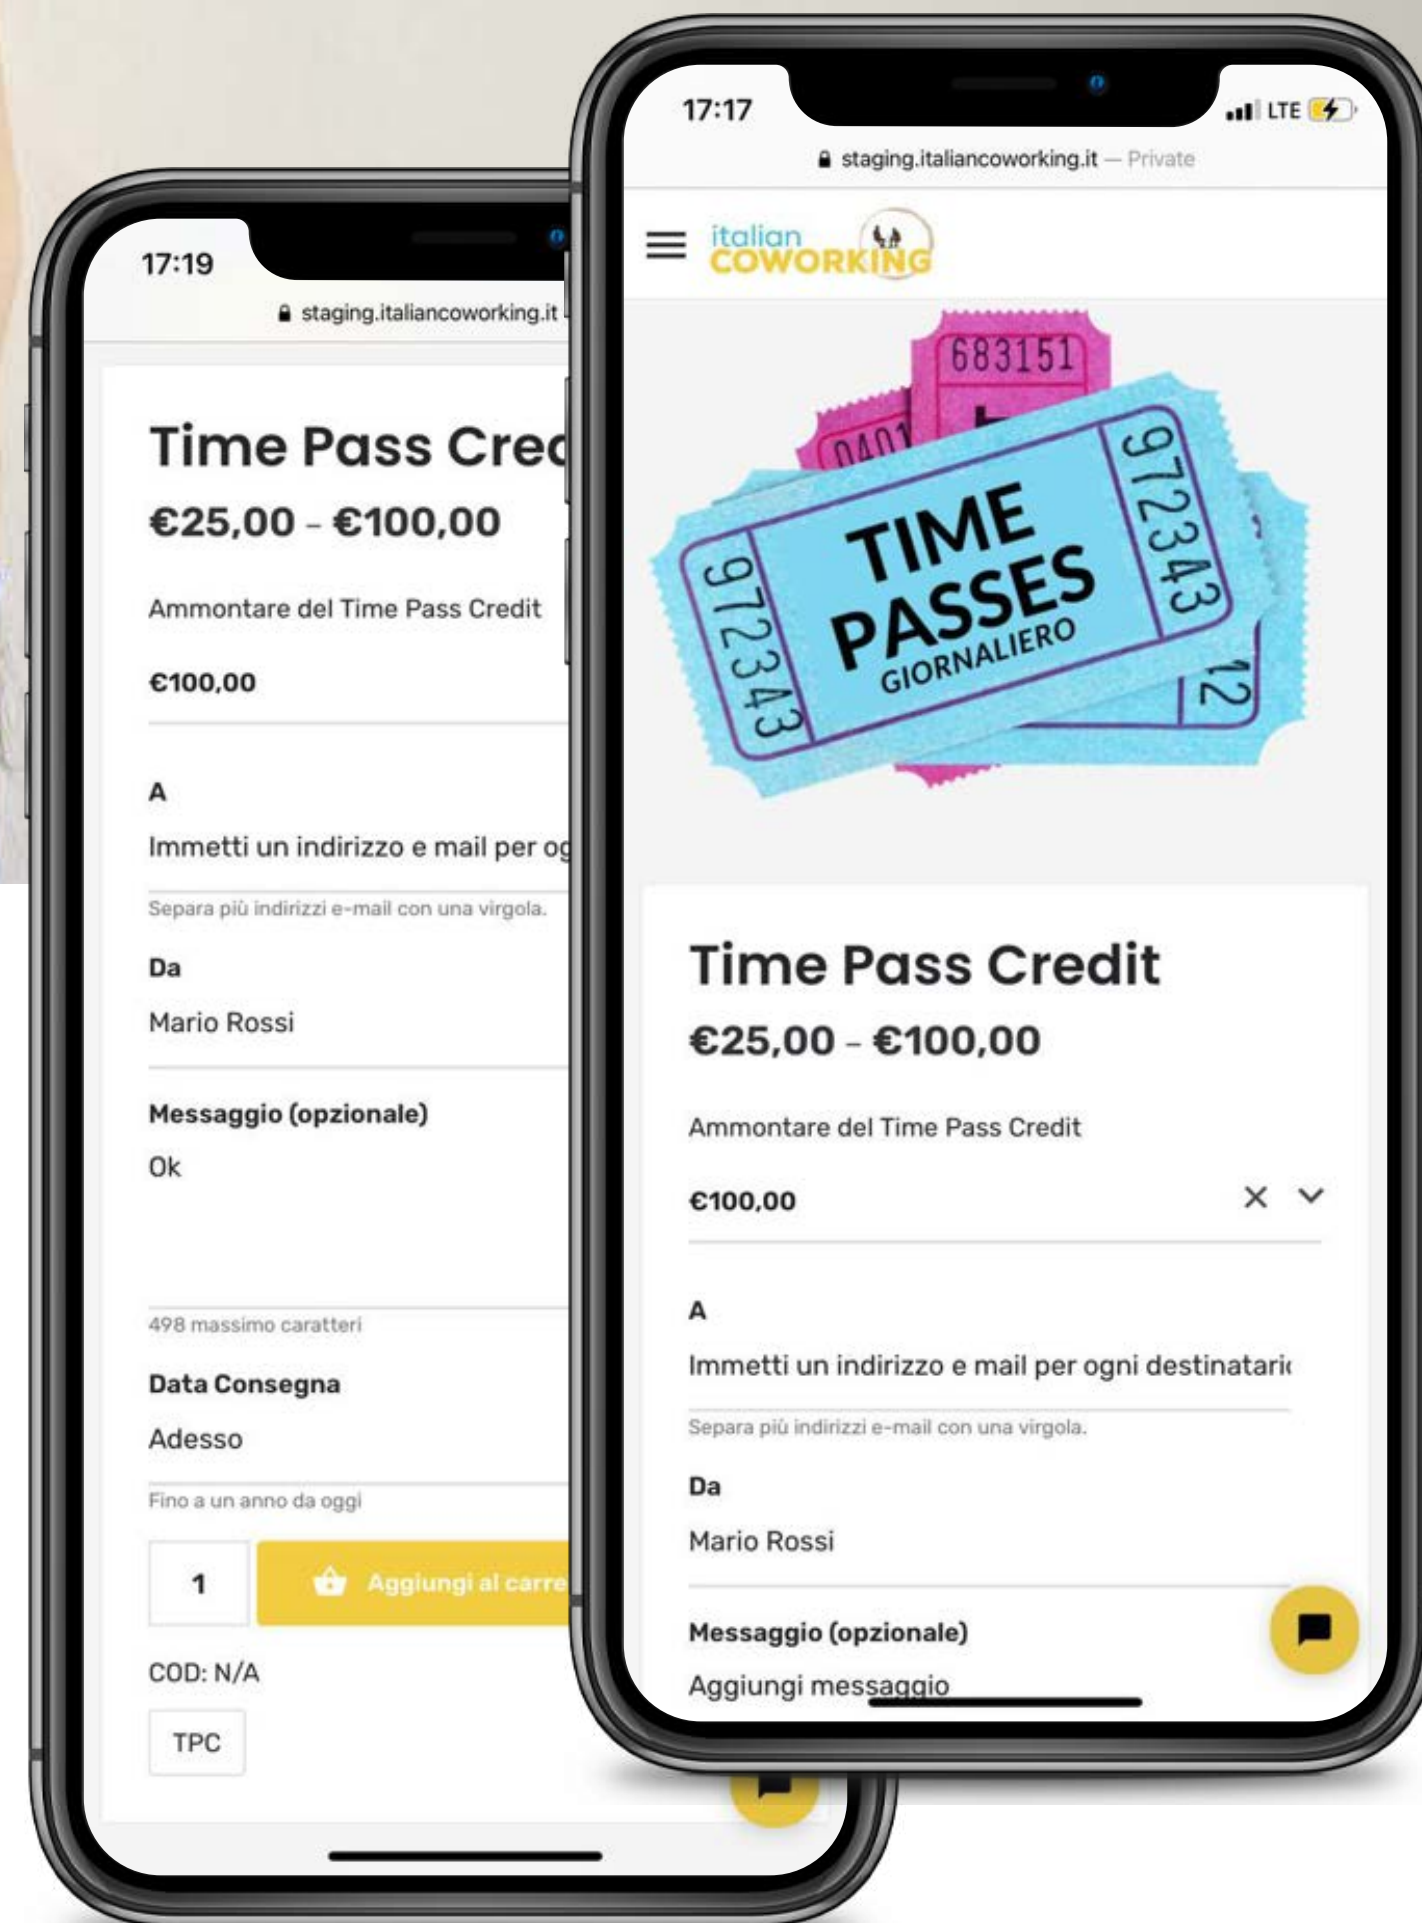 17:19
staging.italiancoworking.it
Time Pass Cred
€25,00 – €100,00
Ammontare del Time Pass Credit
€100,00
A
Immetti un indirizzo e mail per og
Separa più indirizzi e-mail con una virgola.
Da
Mario Rossi
Messaggio (opzionale)
Ok
498 massimo caratteri
Data Consegna
Adesso
Fino a un anno da oggi
1
Aggiungi al carre
COD: N/A
TPC
17:17
LTE
staging.italiancoworking.it — Private
italian
COWORKING
683151
0401
972343
TIME
PASSES
GIORNALIERO
972343
12
Time Pass Credit
€25,00 – €100,00
Ammontare del Time Pass Credit
€100,00
A
Immetti un indirizzo e mail per ogni destinatari
Separa più indirizzi e-mail con una virgola.
Da
Mario Rossi
Messaggio (opzionale)
Aggiungi messaggio